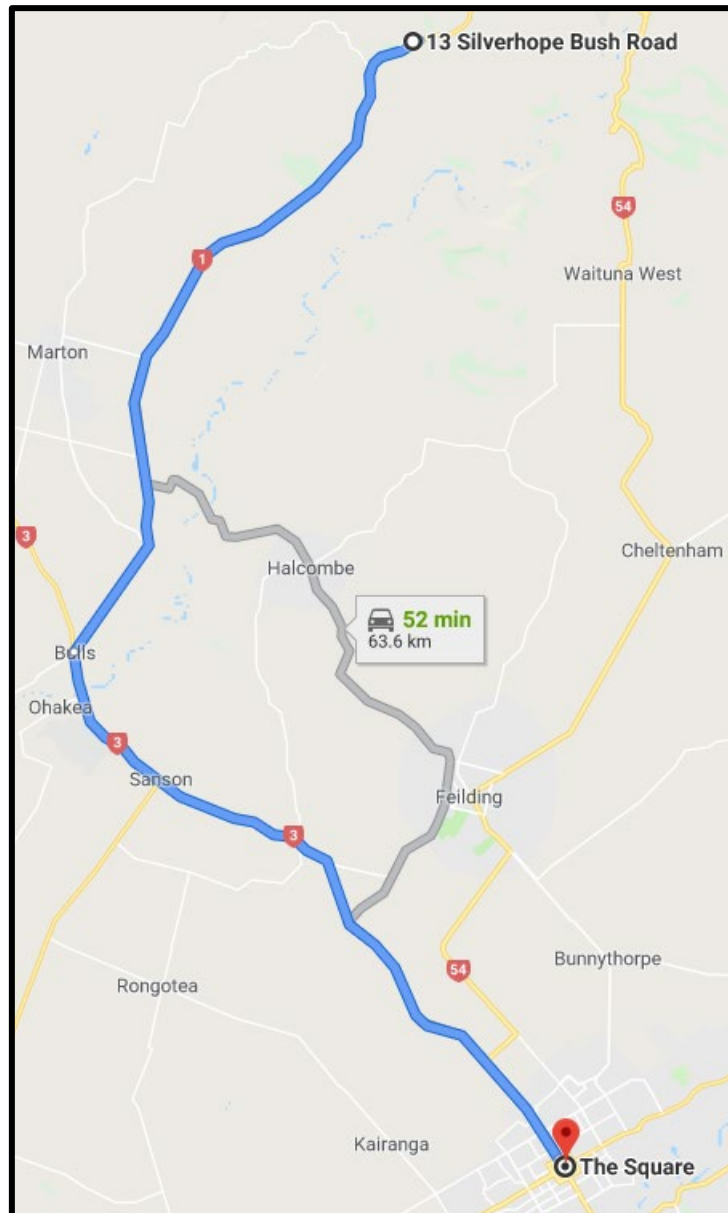 13 Silverhope Bush Road
54
1
Waituna West
Marton
3
Cheltenham
Halcombe
52 min
63.6 km
Bulls
Ohakea
3
Sanson
Feilding
3
Bunnythorpe
54
Rongotea
Kairanga
The Square